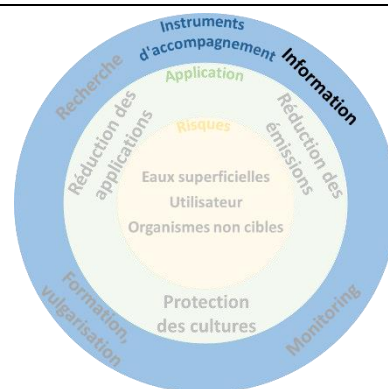 Instruments
d'accompagnement
Information
Recherche
Application
Réduction des
applications
Réduction des
émissions
Risques
Eaux superficielles
Utilisateur
Organismes non cibles
Protection
des cultures
Formation,
vulgarisation
Monitoring